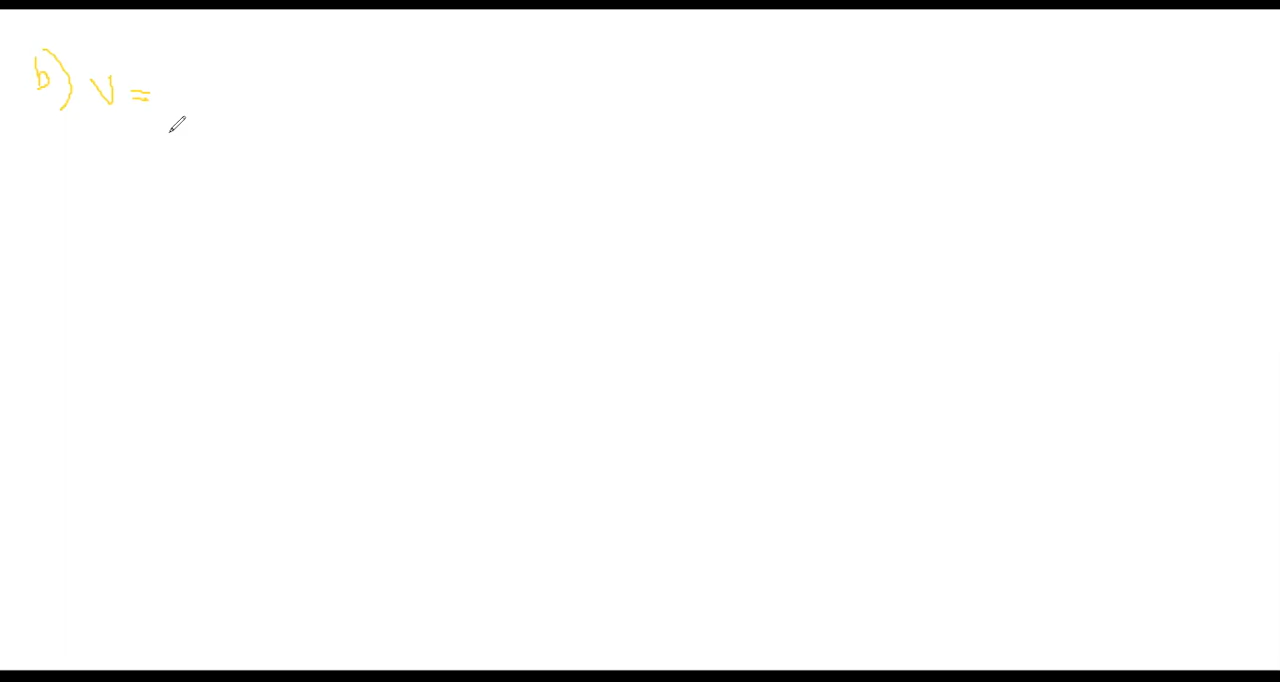 b) V =